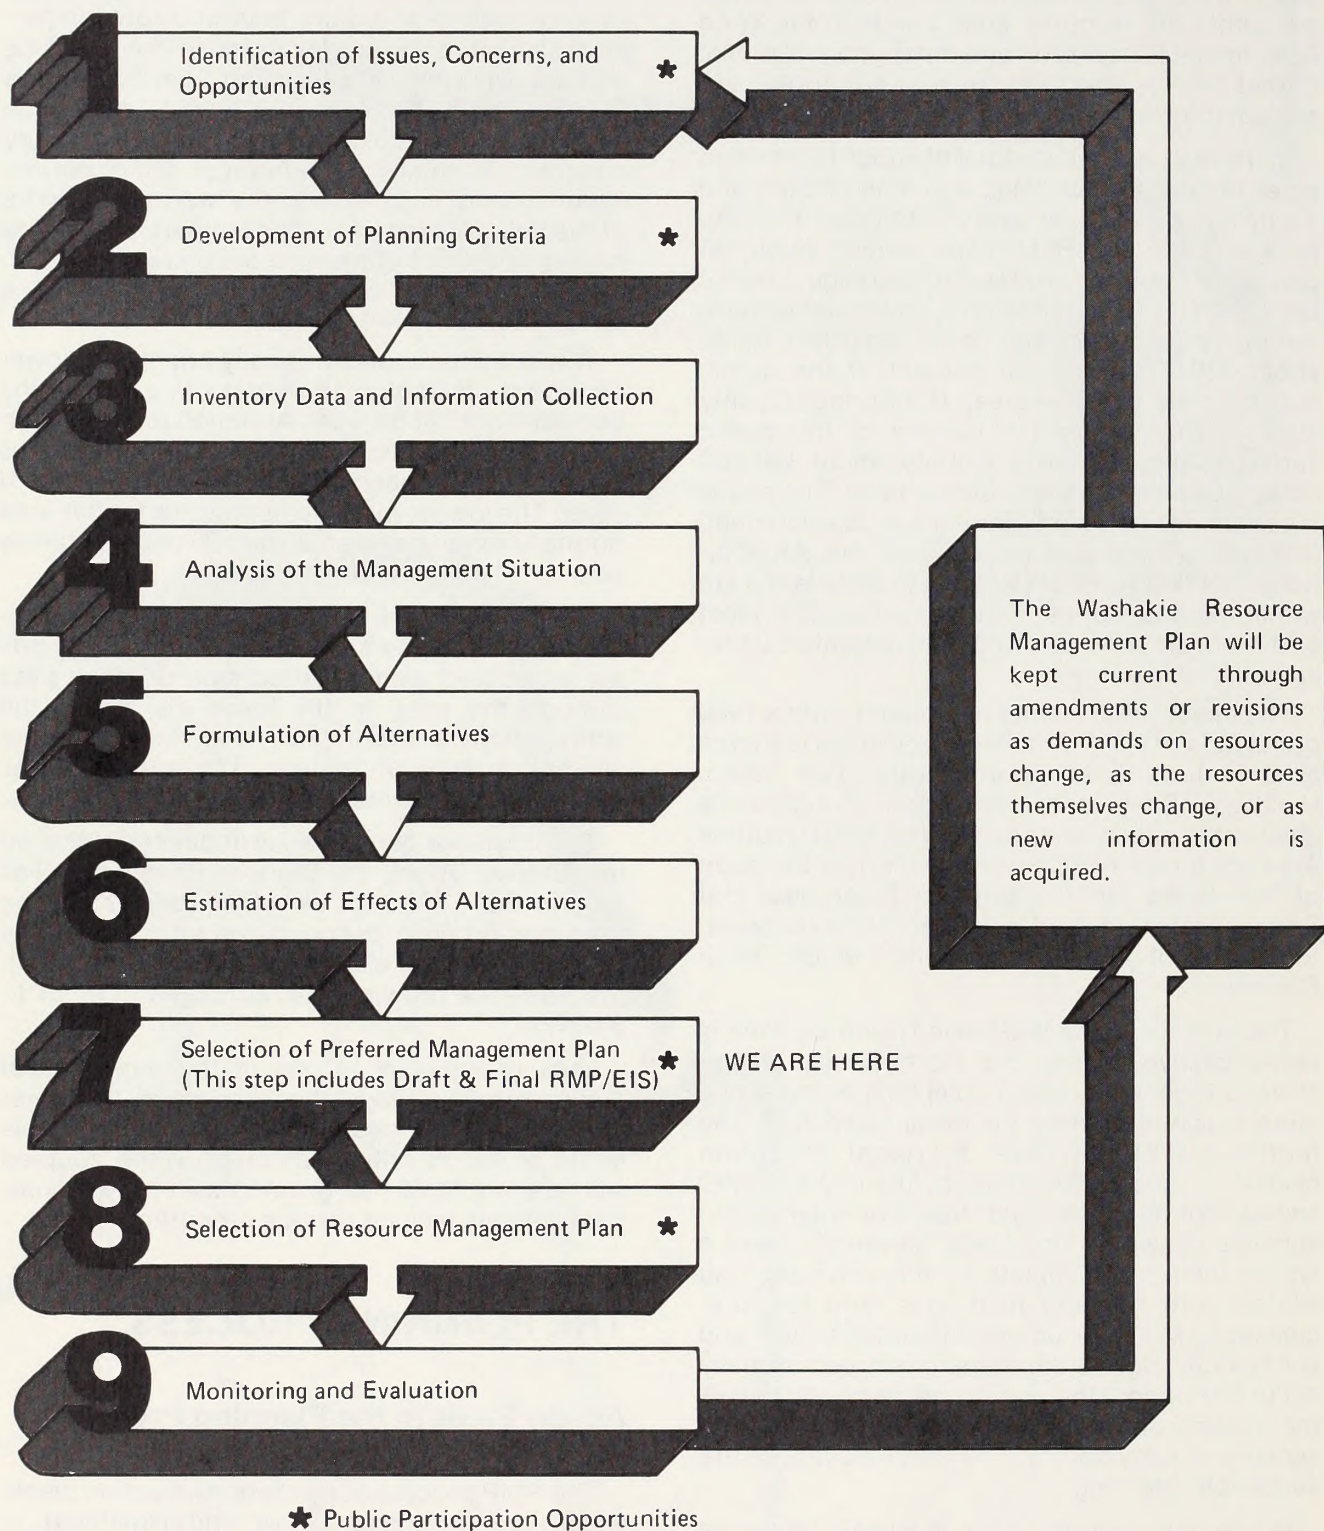 1
Identification of Issues, Concerns, and
Opportunities ★
2
Development of Planning Criteria ★
3
Inventory Data and Information Collection
4
Analysis of the Management Situation
5
Formulation of Alternatives
6
Estimation of Effects of Alternatives
7
Selection of Preferred Management Plan
(This step includes Draft & Final RMP/EIS) ★ WE ARE HERE
8
Selection of Resource Management Plan ★
9
Monitoring and Evaluation
The Washakie Resource
Management Plan will be
kept current through
amendments or revisions
as demands on resources
change, as the resources
themselves change, or as
new information is
acquired.
★ Public Participation Opportunities